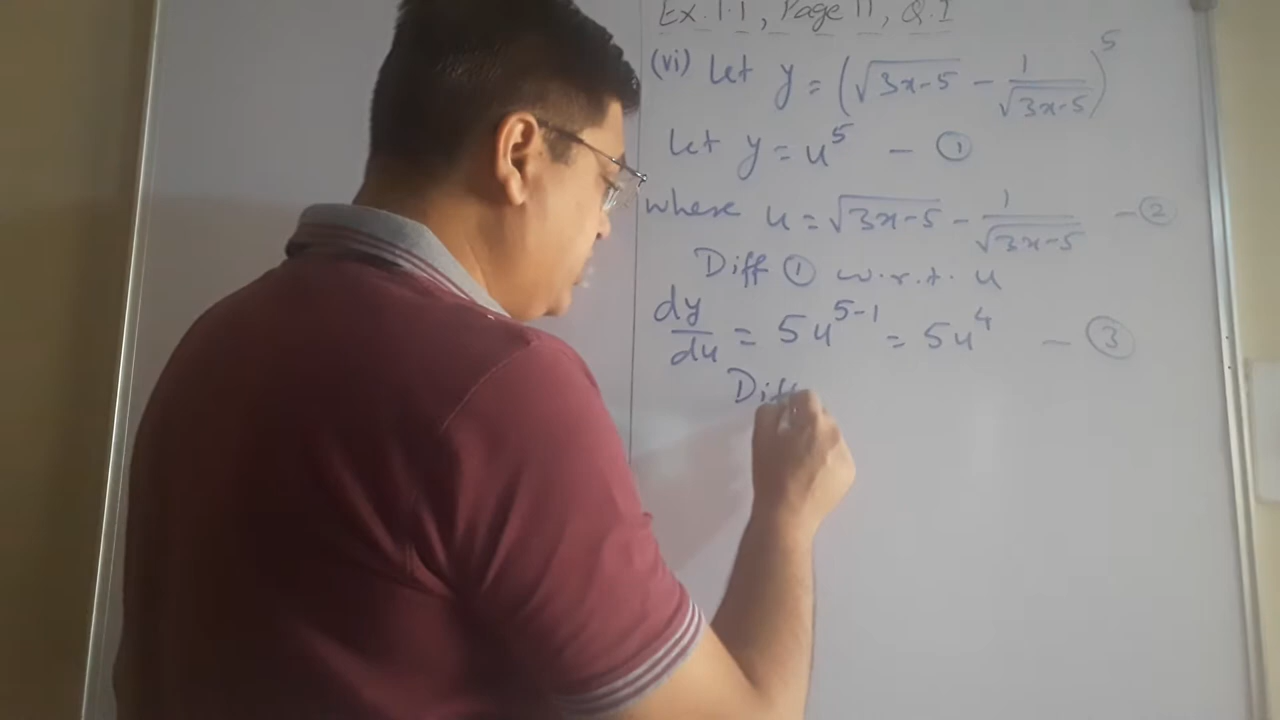 Ex. 1.1, Page 11, Q.1
(vi) Let y = (√3x-5 - 1/√3x-5)^5
Let y = u^5 - ①
where u = √3x-5 - 1/√3x-5 - ②
Diff ① w.r.t. u
dy/du = 5u^5-1 = 5u^4 - ③
Diff